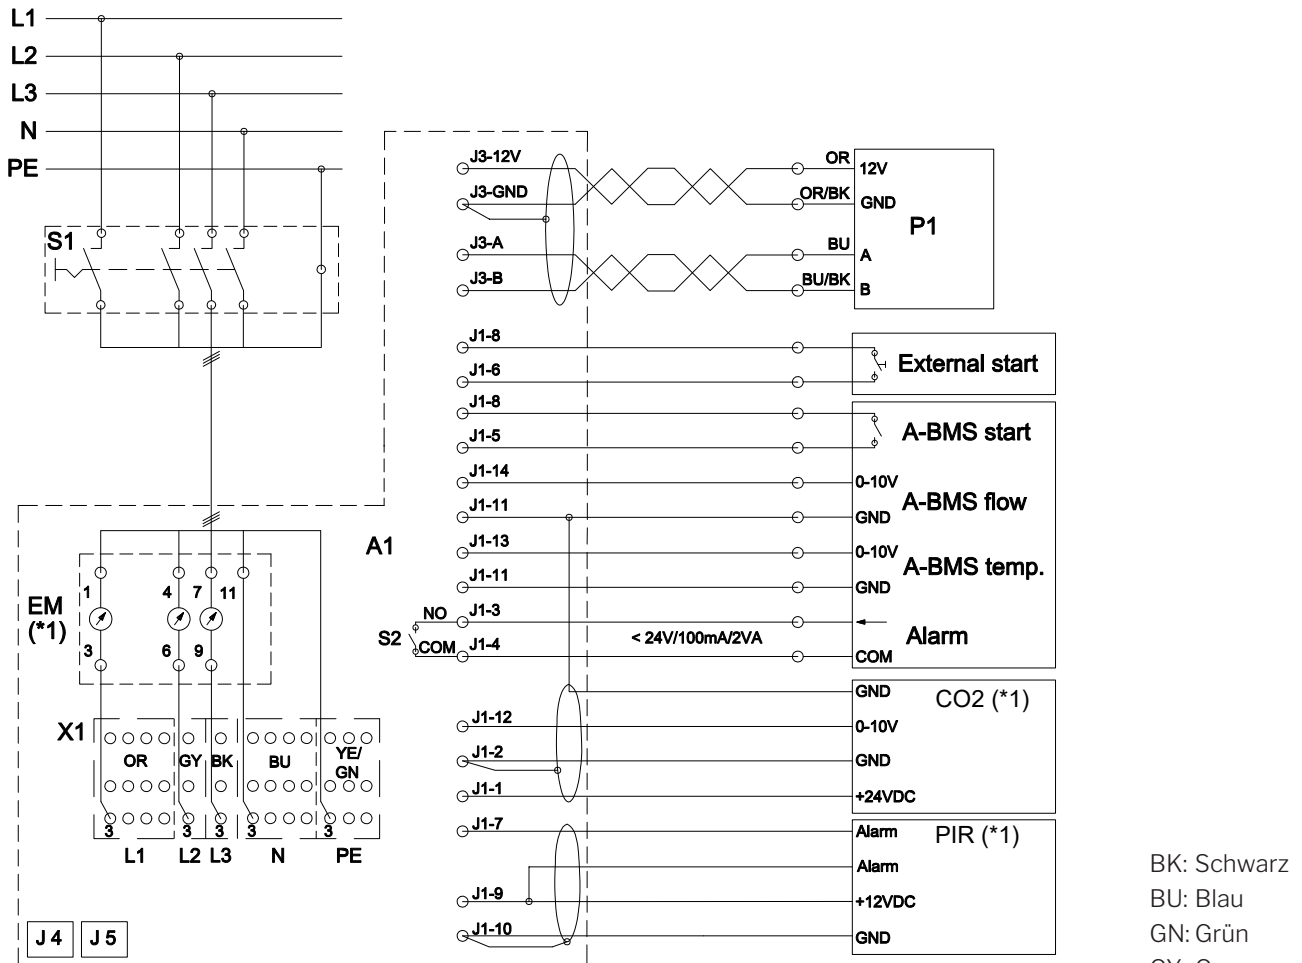 L1
L2
L3
N
PE
S1
J3-12V
J3-GND
J3-A
J3-B
OR
OR/BK
BU
BU/BK
12V
GND
A
B
P1
J1-8
J1-6
External start
J1-8
J1-5
A-BMS start
J1-14
0-10V
J1-11
GND
A-BMS flow
J1-13
0-10V
J1-11
GND
A-BMS temp.
A1
NO
J1-3
S2
COM
J1-4
< 24V/100mA/2VA
Alarm
COM
GND
CO2 (*1)
J1-12
0-10V
J1-2
GND
J1-1
+24VDC
J1-7
Alarm
PIR (*1)
Alarm
J1-9
+12VDC
J1-10
GND
EM
(*1)
1
4
7
11
3
6
9
X1
OR
GY
BK
BU
YE/
GN
3
3
3
3
3
L1
L2
L3
N
PE
J 4
J 5
BK: Schwarz
BU: Blau
GN: Grün